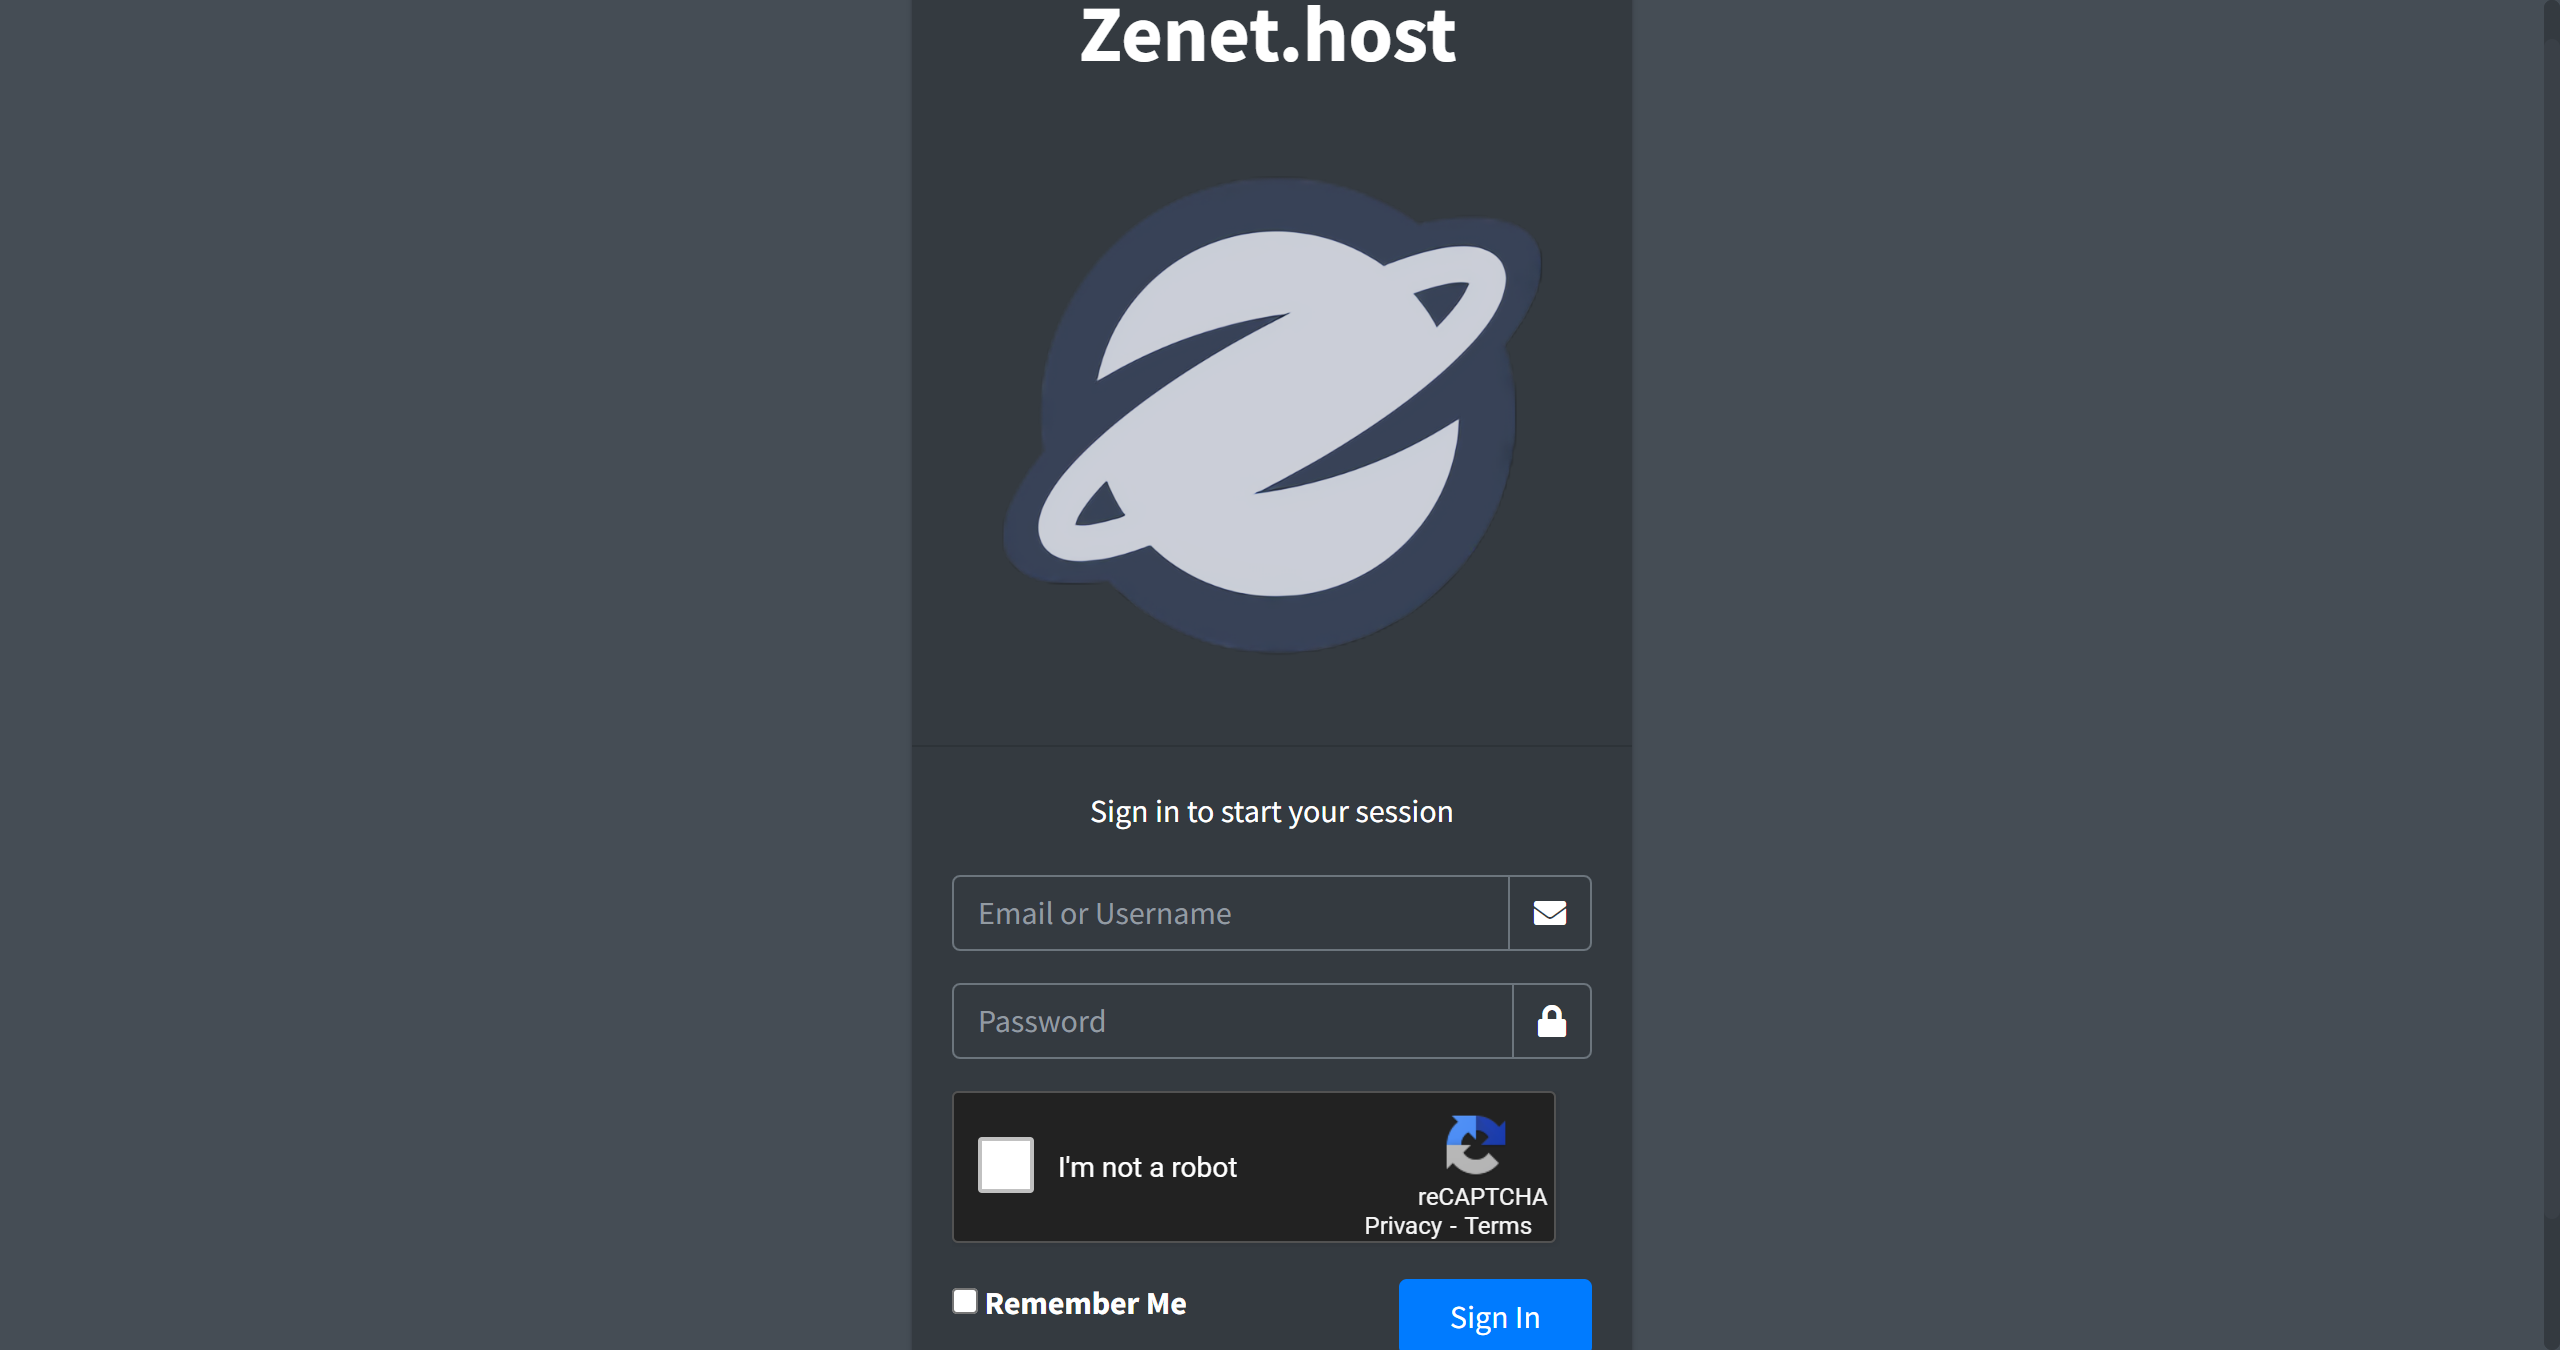 Zenet.host
Sign in to start your session
Email or Username
Password
I'm not a robot
reCAPTCHA
Privacy - Terms
Remember Me
Sign In